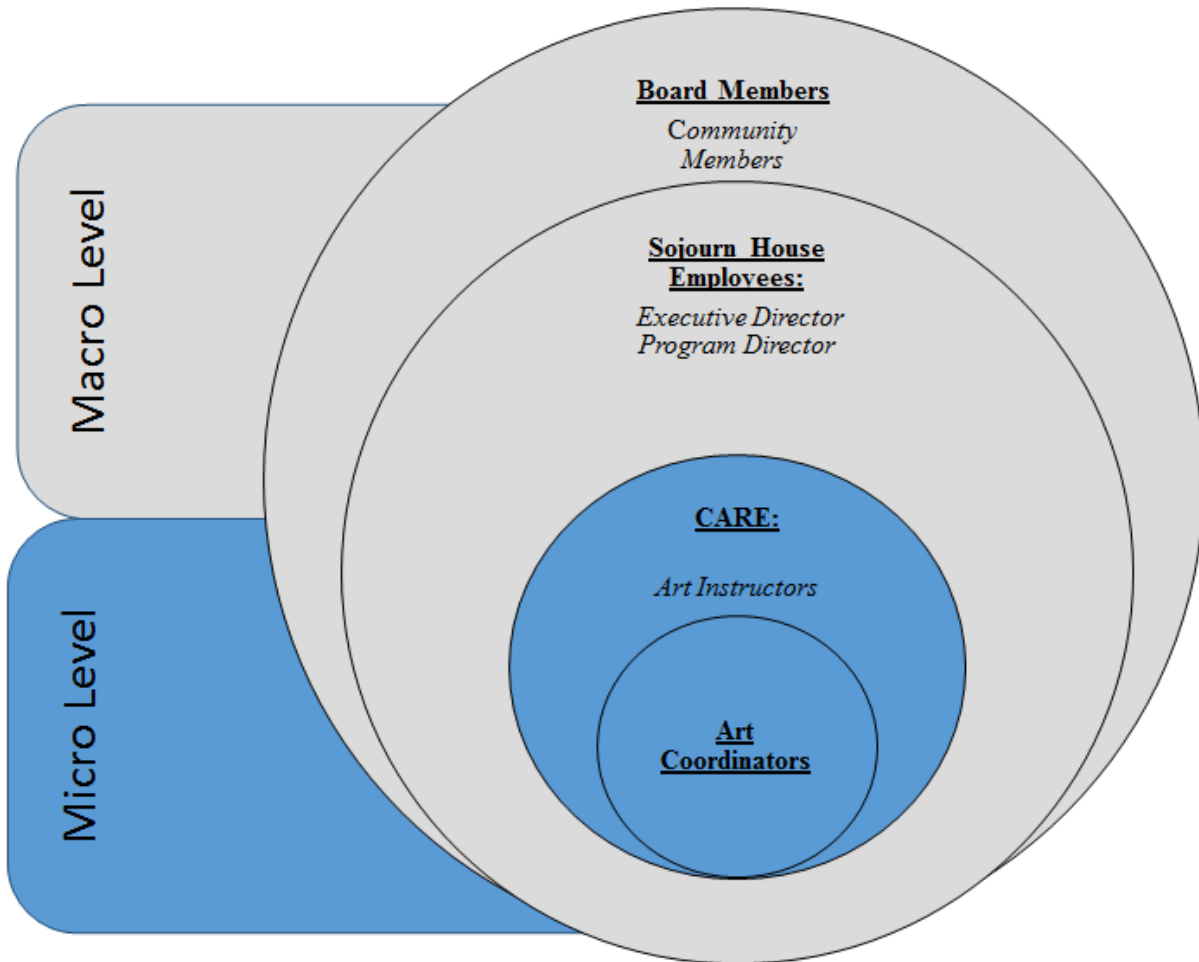 Board Members
Community
Members
Macro Level
Sojourn House
Employees:
Executive Director
Program Director
CARE:
Art Instructors
Micro Level
Art
Coordinators